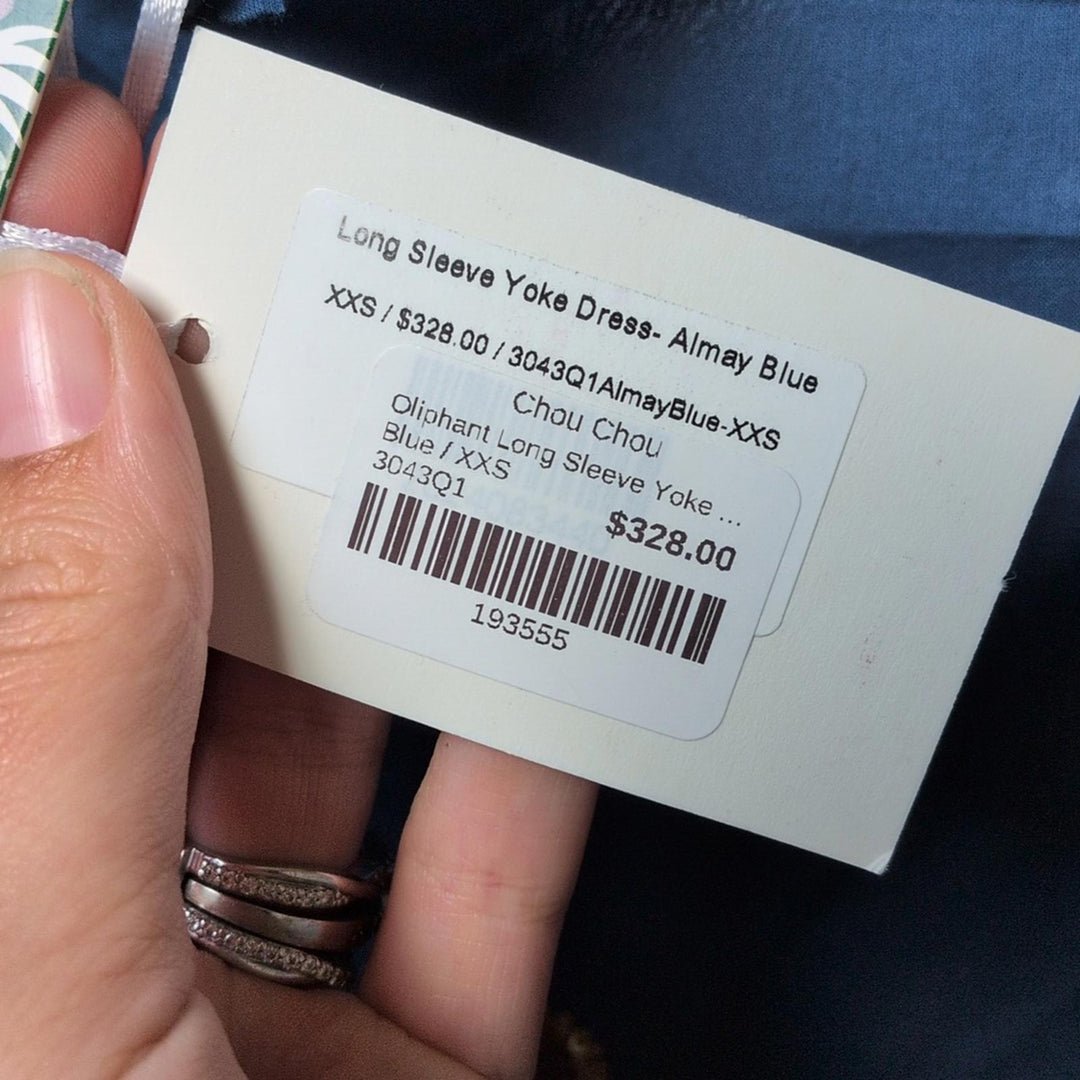 Long Sleeve Yoke Dress- Almay Blue
XXS / $328.00 / 3043Q1AlmayBlue-XXS
Chou Chou
Oliphant Long Sleeve Yoke ...
Blue / XXS
3043Q1
$328.00
193555